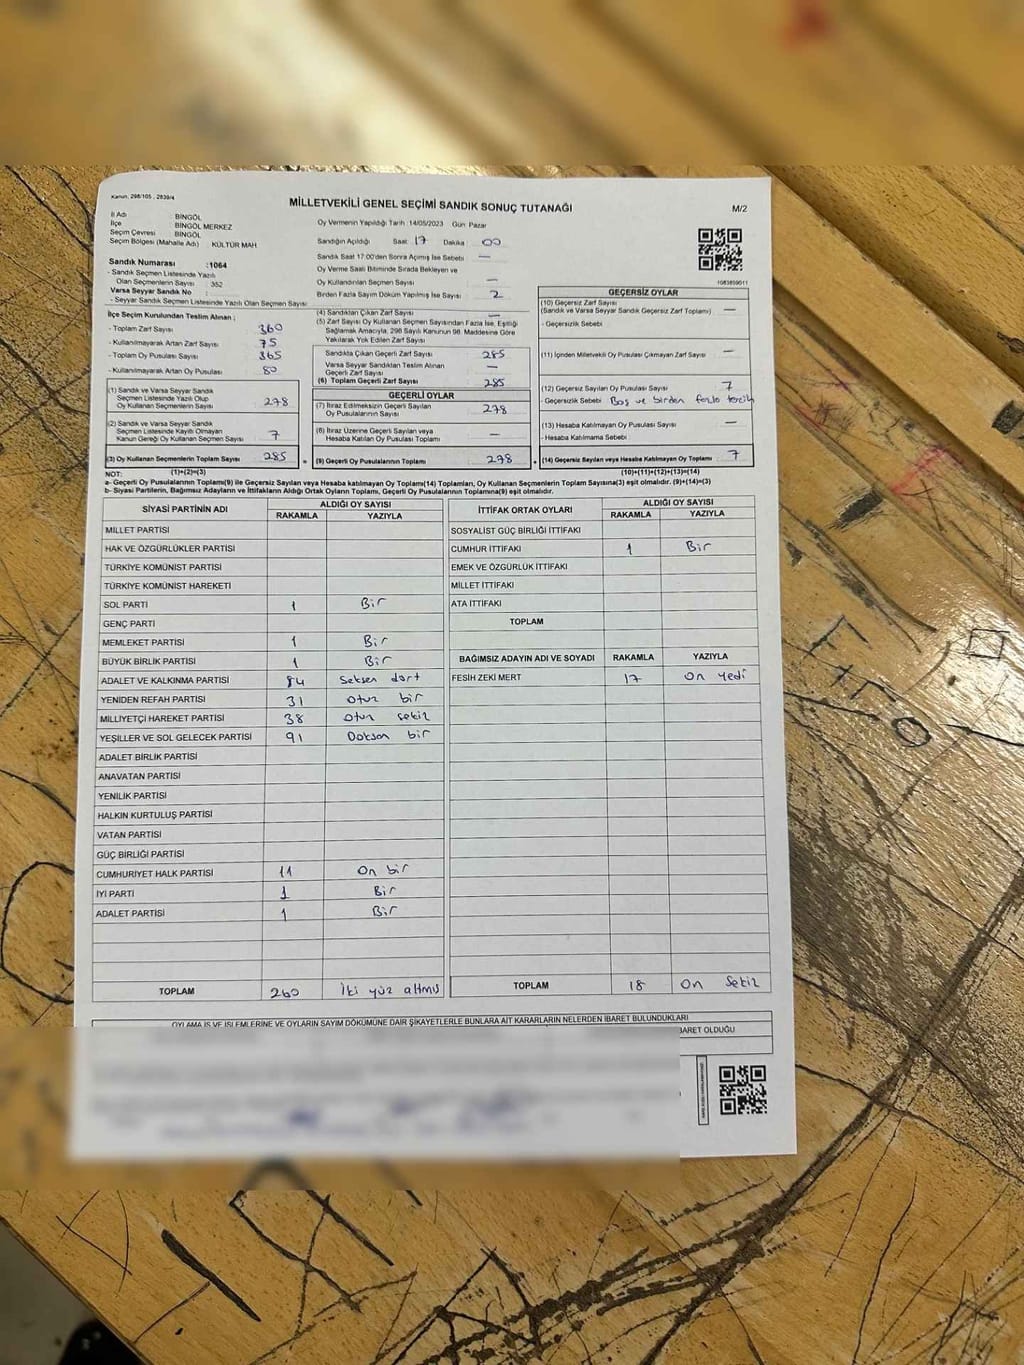 Kanun: 298/105 , 2839/4
MİLLETVEKİLİ GENEL SEÇİMİ SANDIK SONUÇ TUTANAĞI
M/2
İl Adı : BİNGÖL
İlçe : BİNGÖL MERKEZ
Seçim Çevresi : BİNGÖL
Seçim Bölgesi (Mahalle Adı) KÜLTÜR MAH
Sandık Numarası :1064
- Sandık Seçmen Listesinde Yazılı
Olan Seçmenlerin Sayısı : 352
Varsa Seyyar Sandık No :
- Seyyar Sandık Seçmen Listesinde Yazılı Olan Seçmen Sayısı:
Oy Vermenin Yapıldığı Tarih :14/05/2023 Gün: Pazar
Sandığın Açıldığı Saat: 17 Dakika 00
Sandık Saat 17:00'den Sonra Açılmış İse Sebebi —
Oy Verme Saati Bitiminde Sırada Bekleyen ve
Oy Kullandırılan Seçmen Sayısı —
Birden Fazla Sayım Döküm Yapılmış İse Sayısı 2
1083899011
İlçe Seçim Kurulundan Teslim Alınan ;
- Toplam Zarf Sayısı 360
- Kullanılmayarak Artan Zarf Sayısı 75
- Toplam Oy Pusulası Sayısı 365
- Kullanılmayarak Artan Oy Pusulası 80
(1) Sandık ve Varsa Seyyar Sandık
Seçmen Listesinde Yazılı Olup
Oy Kullanan Seçmenlerin Sayısı 278
(2) Sandık ve Varsa Seyyar Sandık
Seçmen Listesinde Kayıtlı Olmayan
Kanun Gereği Oy Kullanan Seçmen Sayısı 7
(3) Oy Kullanan Seçmenlerin Toplam Sayısı 285
(4) Sandıktan Çıkan Zarf Sayısı —
(5) Zarf Sayısı Oy Kullanan Seçmen Sayısından Fazla İse, Eşitliği
Sağlamak Amacıyla, 298 Sayılı Kanunun 98. Maddesine Göre
Yakılarak Yok Edilen Zarf Sayısı
Sandıkta Çıkan Geçerli Zarf Sayısı 285
Varsa Seyyar Sandıktan Teslim Alınan
Geçerli Zarf Sayısı —
(6) Toplam Geçerli Zarf Sayısı 285
GEÇERLİ OYLAR
(7) İtiraz Edilmeksizin Geçerli Sayılan
Oy Pusulalarının Sayısı 278
(8) İtiraz Üzerine Geçerli Sayılan veya
Hesaba Katılan Oy Pusulası Toplamı —
(9) Geçerli Oy Pusulalarının Toplamı 278
GEÇERSİZ OYLAR
(10) Geçersiz Zarf Sayısı
(Sandık ve Varsa Seyyar Sandık Geçersiz Zarf Toplamı) —
- Geçersizlik Sebebi
(11) İçinden Milletvekili Oy Pusulası Çıkmayan Zarf Sayısı —
(12) Geçersiz Sayılan Oy Pusulası Sayısı 7
- Geçersizlik Sebebi Boş ve birden fazla tercih
(13) Hesaba Katılmayan Oy Pusulası Sayısı —
- Hesaba Katılmama Sebebi
(14) Geçersiz Sayılan veya Hesaba Katılmayan Oy Toplamı 7
NOT: (1)+(2)=(3) (10)+(11)+(12)+(13)=(14)
a- Geçerli Oy Pusulalarının Toplamı(9) ile Geçersiz Sayılan veya Hesaba katılmayan Oy Toplamı(14) Toplamları, Oy Kullanan Seçmenlerin Toplam Sayısına(3) eşit olmalıdır. (9)+(14)=(3)
b- Siyasi Partilerin, Bağımsız Adayların ve İttifakların Aldığı Ortak Oyların Toplamı, Geçerli Oy Pusulalarının Toplamına(9) eşit olmalıdır.
SİYASİ PARTİNİN ADI ALDIĞI OY SAYISI
RAKAMLA YAZIYLA
MİLLET PARTİSİ
HAK VE ÖZGÜRLÜKLER PARTİSİ
TÜRKİYE KOMÜNİST PARTİSİ
TÜRKİYE KOMÜNİST HAREKETİ
SOL PARTİ 1 Bir
GENÇ PARTİ
MEMLEKET PARTİSİ 1 Bir
BÜYÜK BİRLİK PARTİSİ 1 Bir
ADALET VE KALKINMA PARTİSİ 84 Seksen dört
YENİDEN REFAH PARTİSİ 31 Otuz bir
MİLLİYETÇİ HAREKET PARTİSİ 38 Otuz sekiz
YEŞİLLER VE SOL GELECEK PARTİSİ 91 Doksan bir
ADALET BİRLİK PARTİSİ
ANAVATAN PARTİSİ
YENİLİK PARTİSİ
HALKIN KURTULUŞ PARTİSİ
VATAN PARTİSİ
GÜÇ BİRLİĞİ PARTİSİ
CUMHURİYET HALK PARTİSİ 11 On bir
İYİ PARTİ 1 Bir
ADALET PARTİSİ 1 Bir
TOPLAM 260 İki yüz altmış
İTTİFAK ORTAK OYLARI ALDIĞI OY SAYISI
RAKAMLA YAZIYLA
SOSYALİST GÜÇ BİRLİĞİ İTTİFAKI
CUMHUR İTTİFAKI 1 Bir
EMEK VE ÖZGÜRLÜK İTTİFAKI
MİLLET İTTİFAKI
ATA İTTİFAKI
TOPLAM
BAĞIMSIZ ADAYIN ADI VE SOYADI RAKAMLA YAZIYLA
FESİH ZEKİ MERT 17 On yedi
TOPLAM 18 On Sekiz
OYLAMA İŞ VE İŞLEMLERİNE VE OYLARIN SAYIM DÖKÜMÜNE DAİR ŞİKAYETLERLE BUNLARA AİT KARARLARIN NELERDEN İBARET BULUNDUKLARI
BARET OLDUĞU